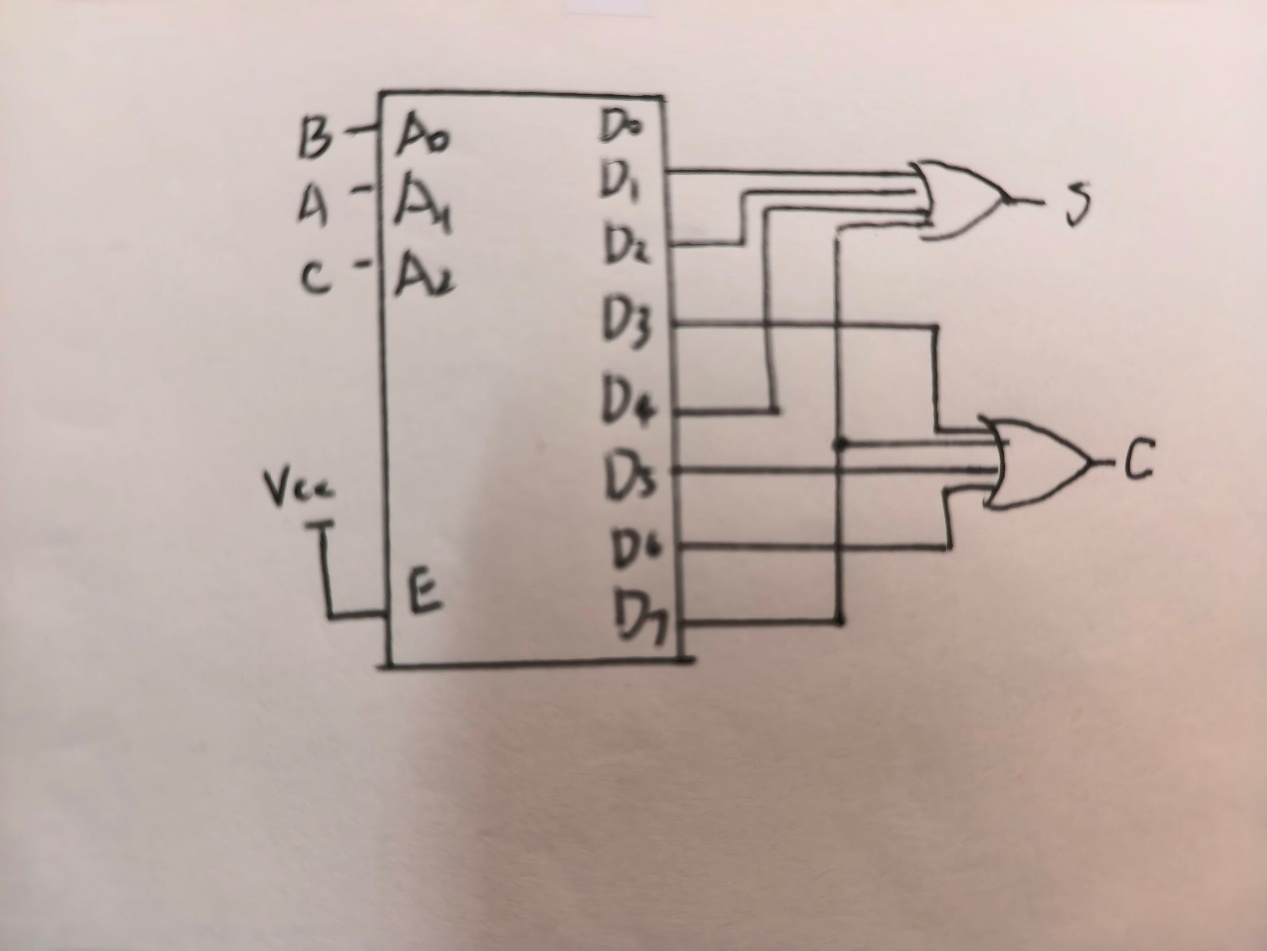 B A0 D0
A A1 D1 S
C A2 D2
D3
D4
D5 C
Vcc
D6
E D7